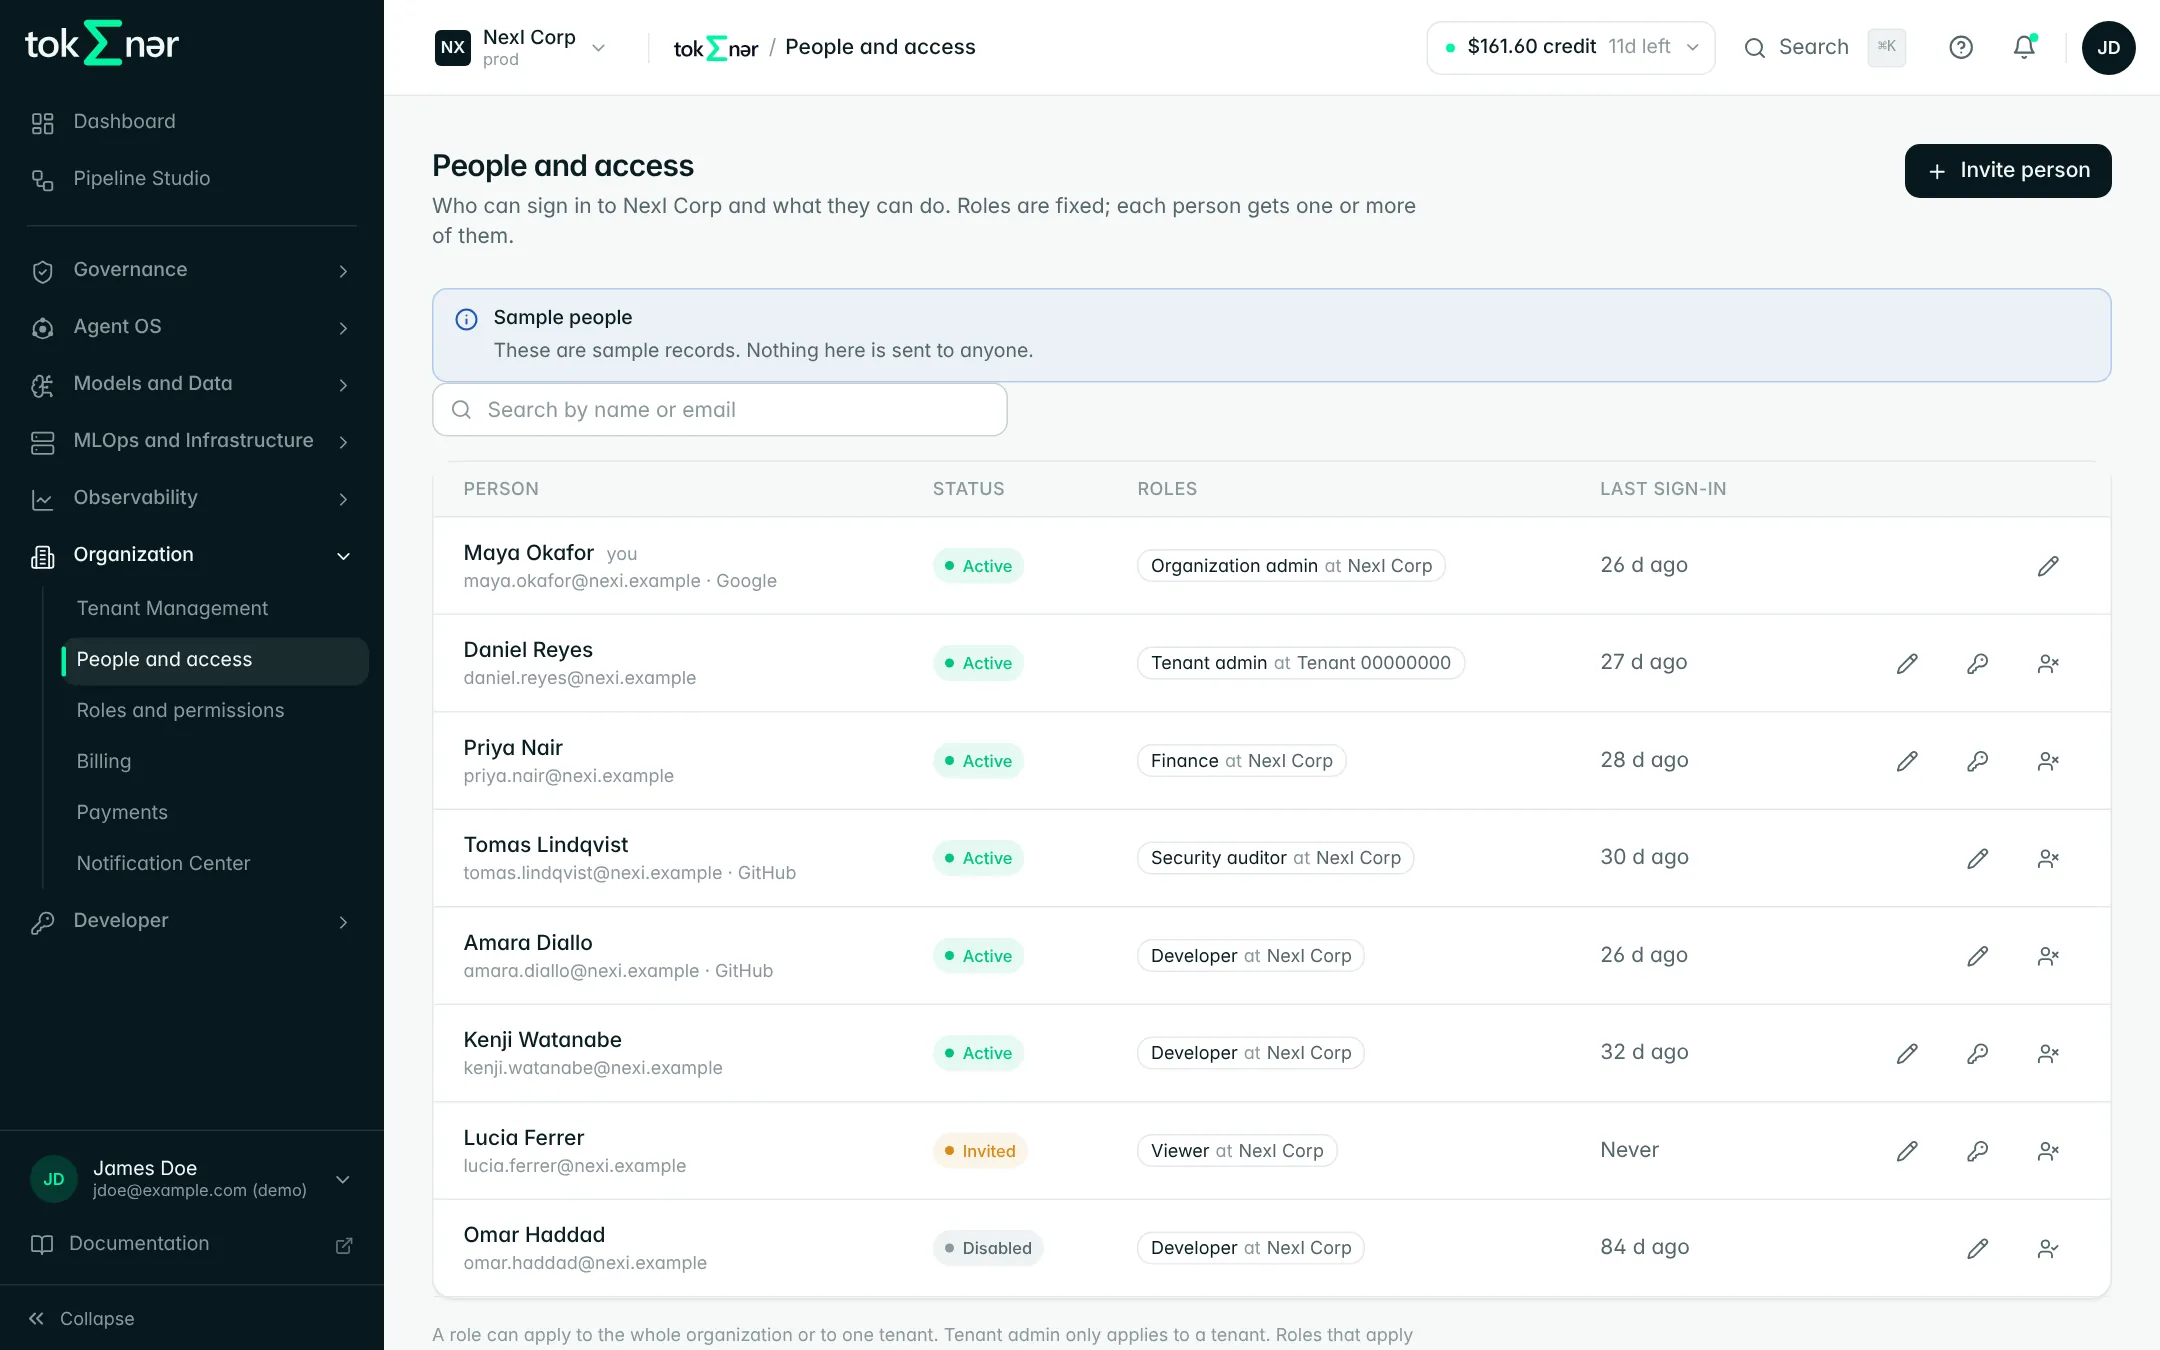 tokΣnər
Dashboard
Pipeline Studio
Governance
Agent OS
Models and Data
MLOps and Infrastructure
Observability
Organization
Tenant Management
People and access
Roles and permissions
Billing
Payments
Notification Center
Developer
JD
James Doe
jdoe@example.com (demo)
Documentation
Collapse
NX
NexI Corp
prod
tokΣnər / People and access
$161.60 credit 11d left
Search ⌘K
JD
People and access
Who can sign in to NexI Corp and what they can do. Roles are fixed; each person gets one or more
of them.
Invite person
Sample people
These are sample records. Nothing here is sent to anyone.
Search by name or email
PERSON STATUS ROLES LAST SIGN-IN
Maya Okafor you
maya.okafor@nexi.example · Google
Active
Organization admin at NexI Corp
26 d ago
Daniel Reyes
daniel.reyes@nexi.example
Active
Tenant admin at Tenant 00000000
27 d ago
Priya Nair
priya.nair@nexi.example
Active
Finance at NexI Corp
28 d ago
Tomas Lindqvist
tomas.lindqvist@nexi.example · GitHub
Active
Security auditor at NexI Corp
30 d ago
Amara Diallo
amara.diallo@nexi.example · GitHub
Active
Developer at NexI Corp
26 d ago
Kenji Watanabe
kenji.watanabe@nexi.example
Active
Developer at NexI Corp
32 d ago
Lucia Ferrer
lucia.ferrer@nexi.example
Invited
Viewer at NexI Corp
Never
Omar Haddad
omar.haddad@nexi.example
Disabled
Developer at NexI Corp
84 d ago
A role can apply to the whole organization or to one tenant. Tenant admin only applies to a tenant. Roles that apply